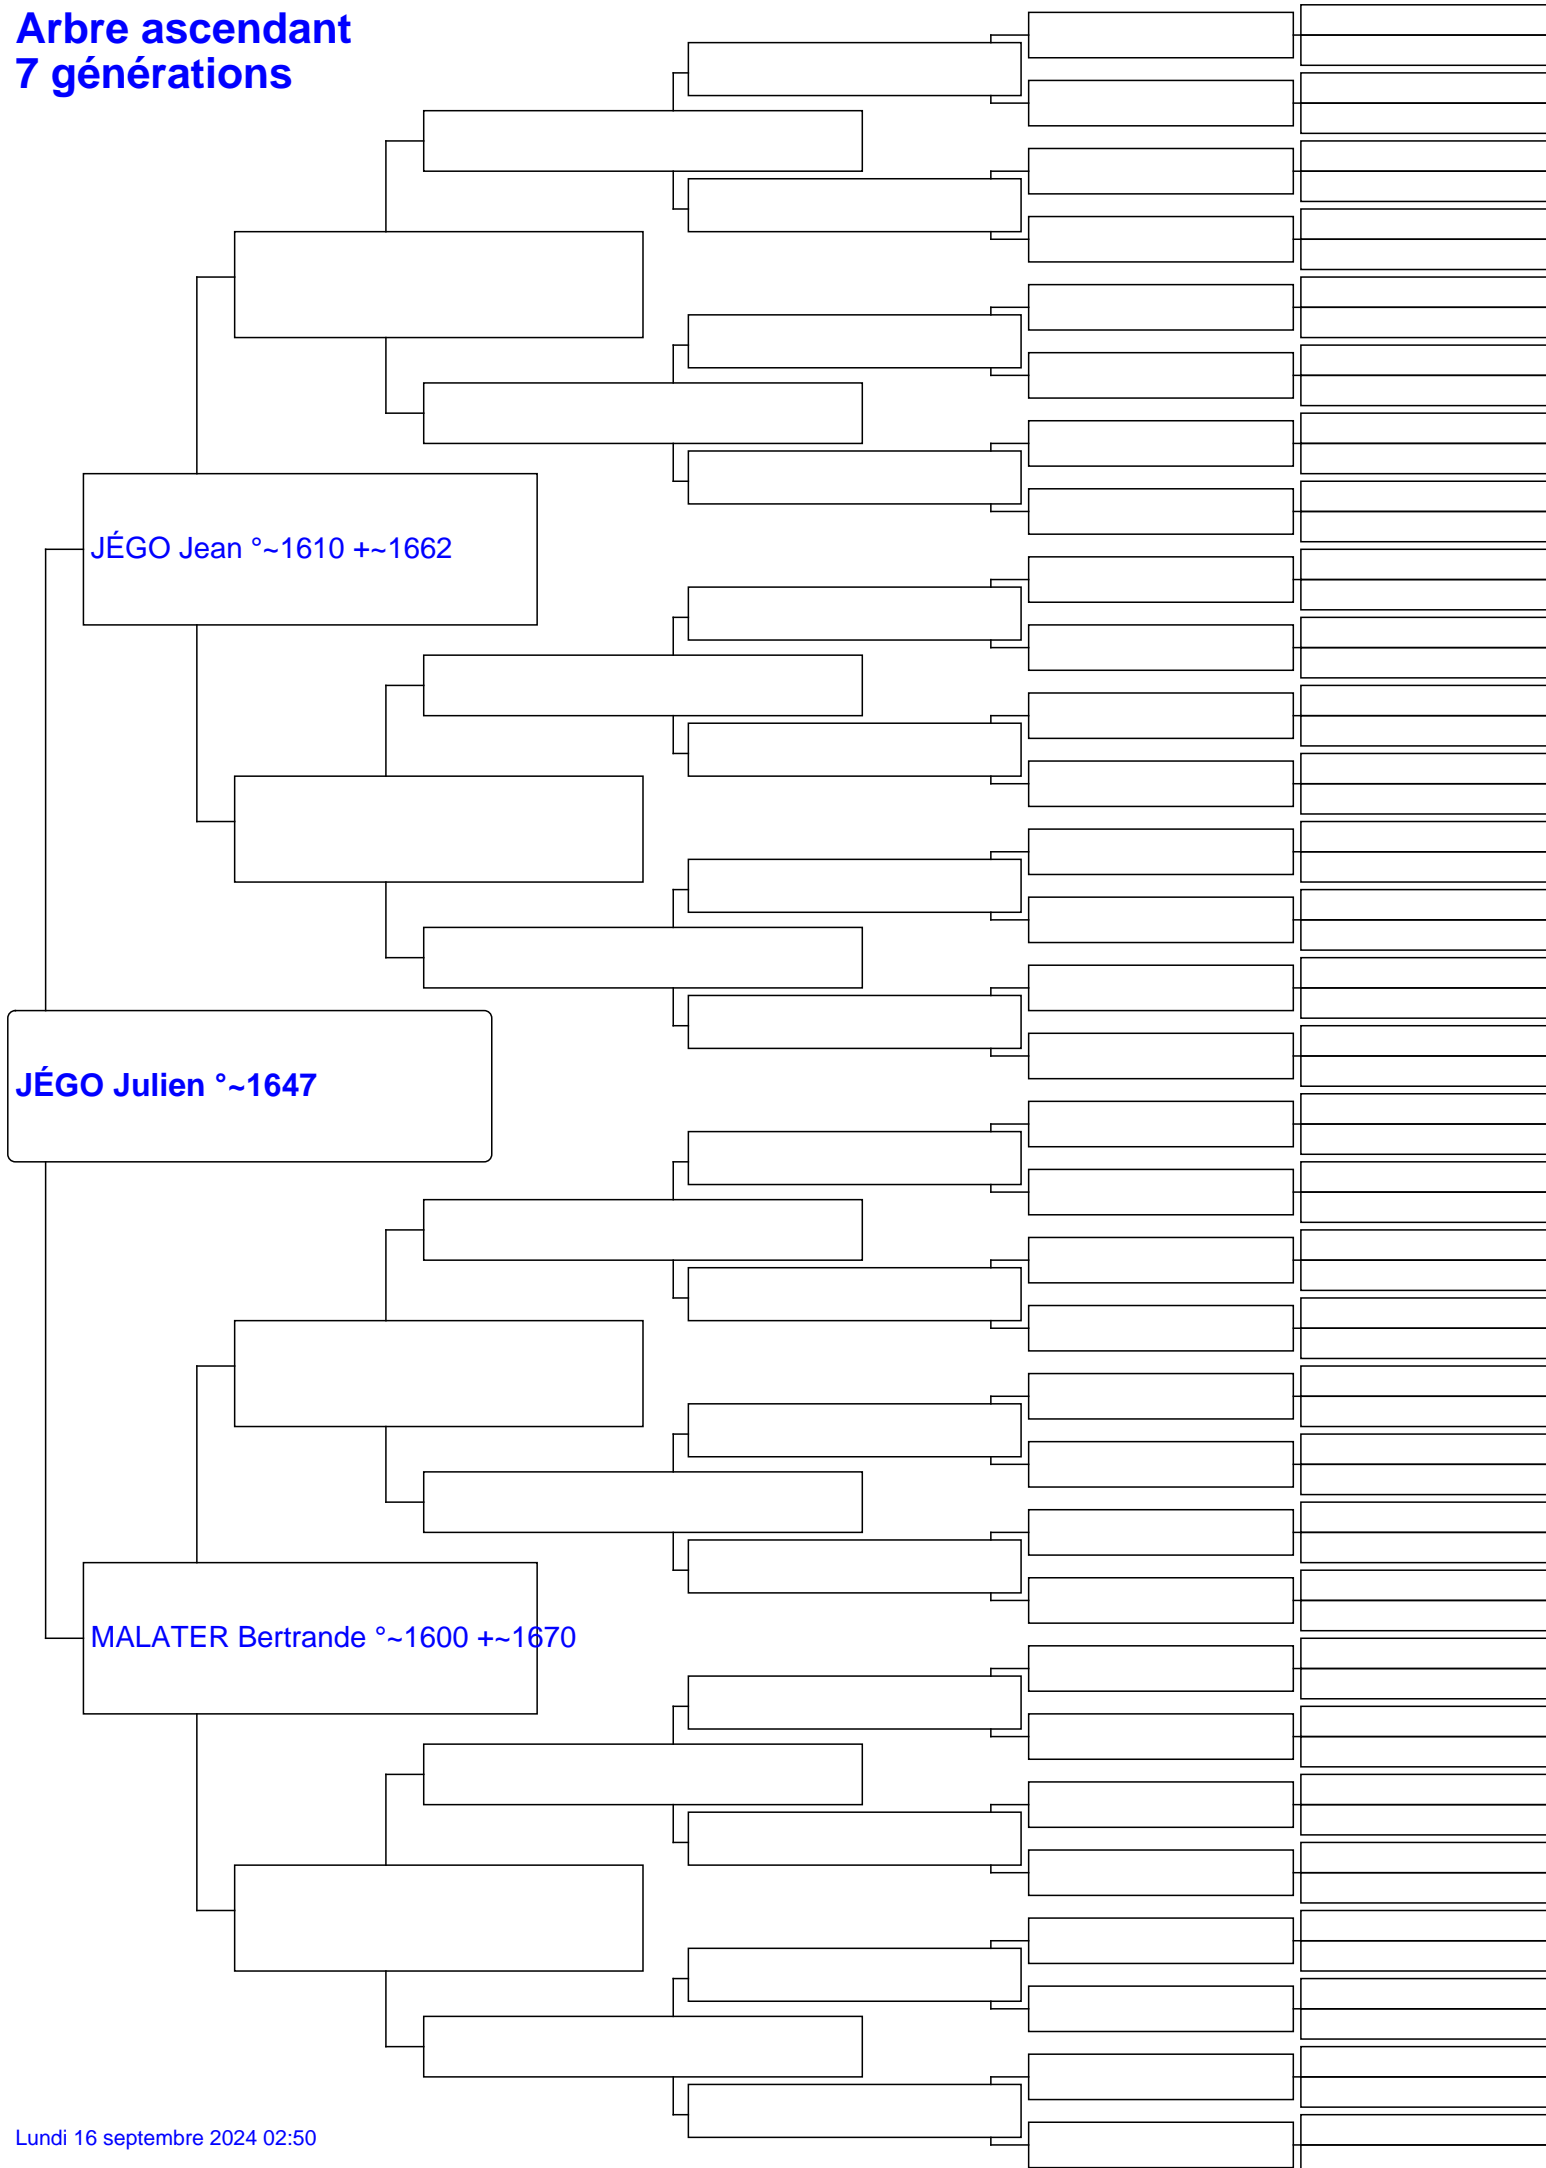 Arbre ascendant
7 générations
JÉGO Jean °~1610 +~1662
JÉGO Julien °~1647
MALATER Bertrande °~1600 +~1670
Lundi 16 septembre 2024 02:50